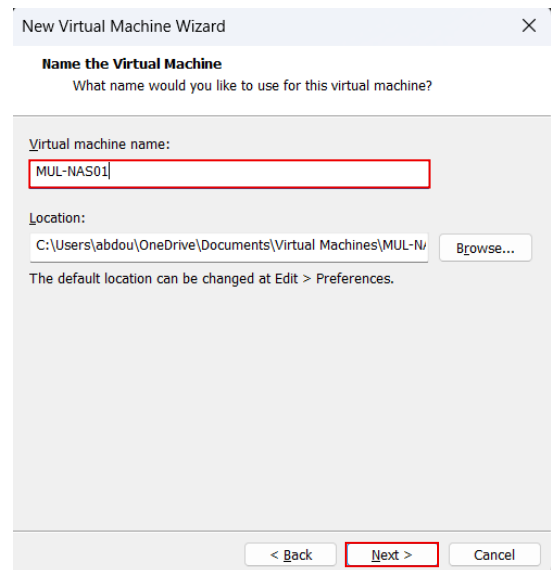 New Virtual Machine Wizard
Name the Virtual Machine
What name would you like to use for this virtual machine?
Virtual machine name:
MUL-NAS01
Location:
C:\Users\abdou\OneDrive\Documents\Virtual Machines\MUL-NA
Browse...
The default location can be changed at Edit > Preferences.
< Back
Next >
Cancel